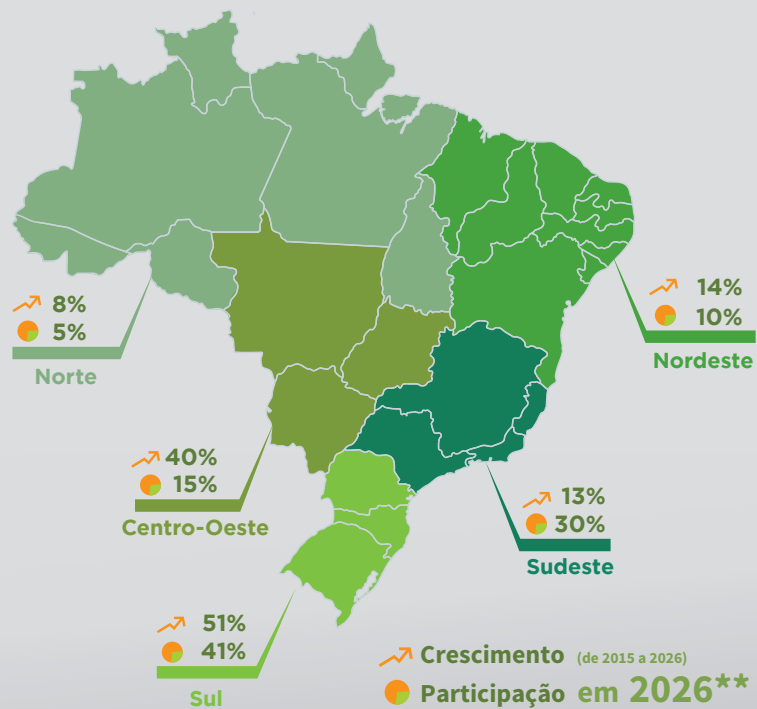 8%
5%
Norte
14%
10%
Nordeste
40%
15%
Centro-Oeste
13%
30%
Sudeste
51%
41%
Sul
Crescimento (de 2015 a 2026)
Participação em 2026**